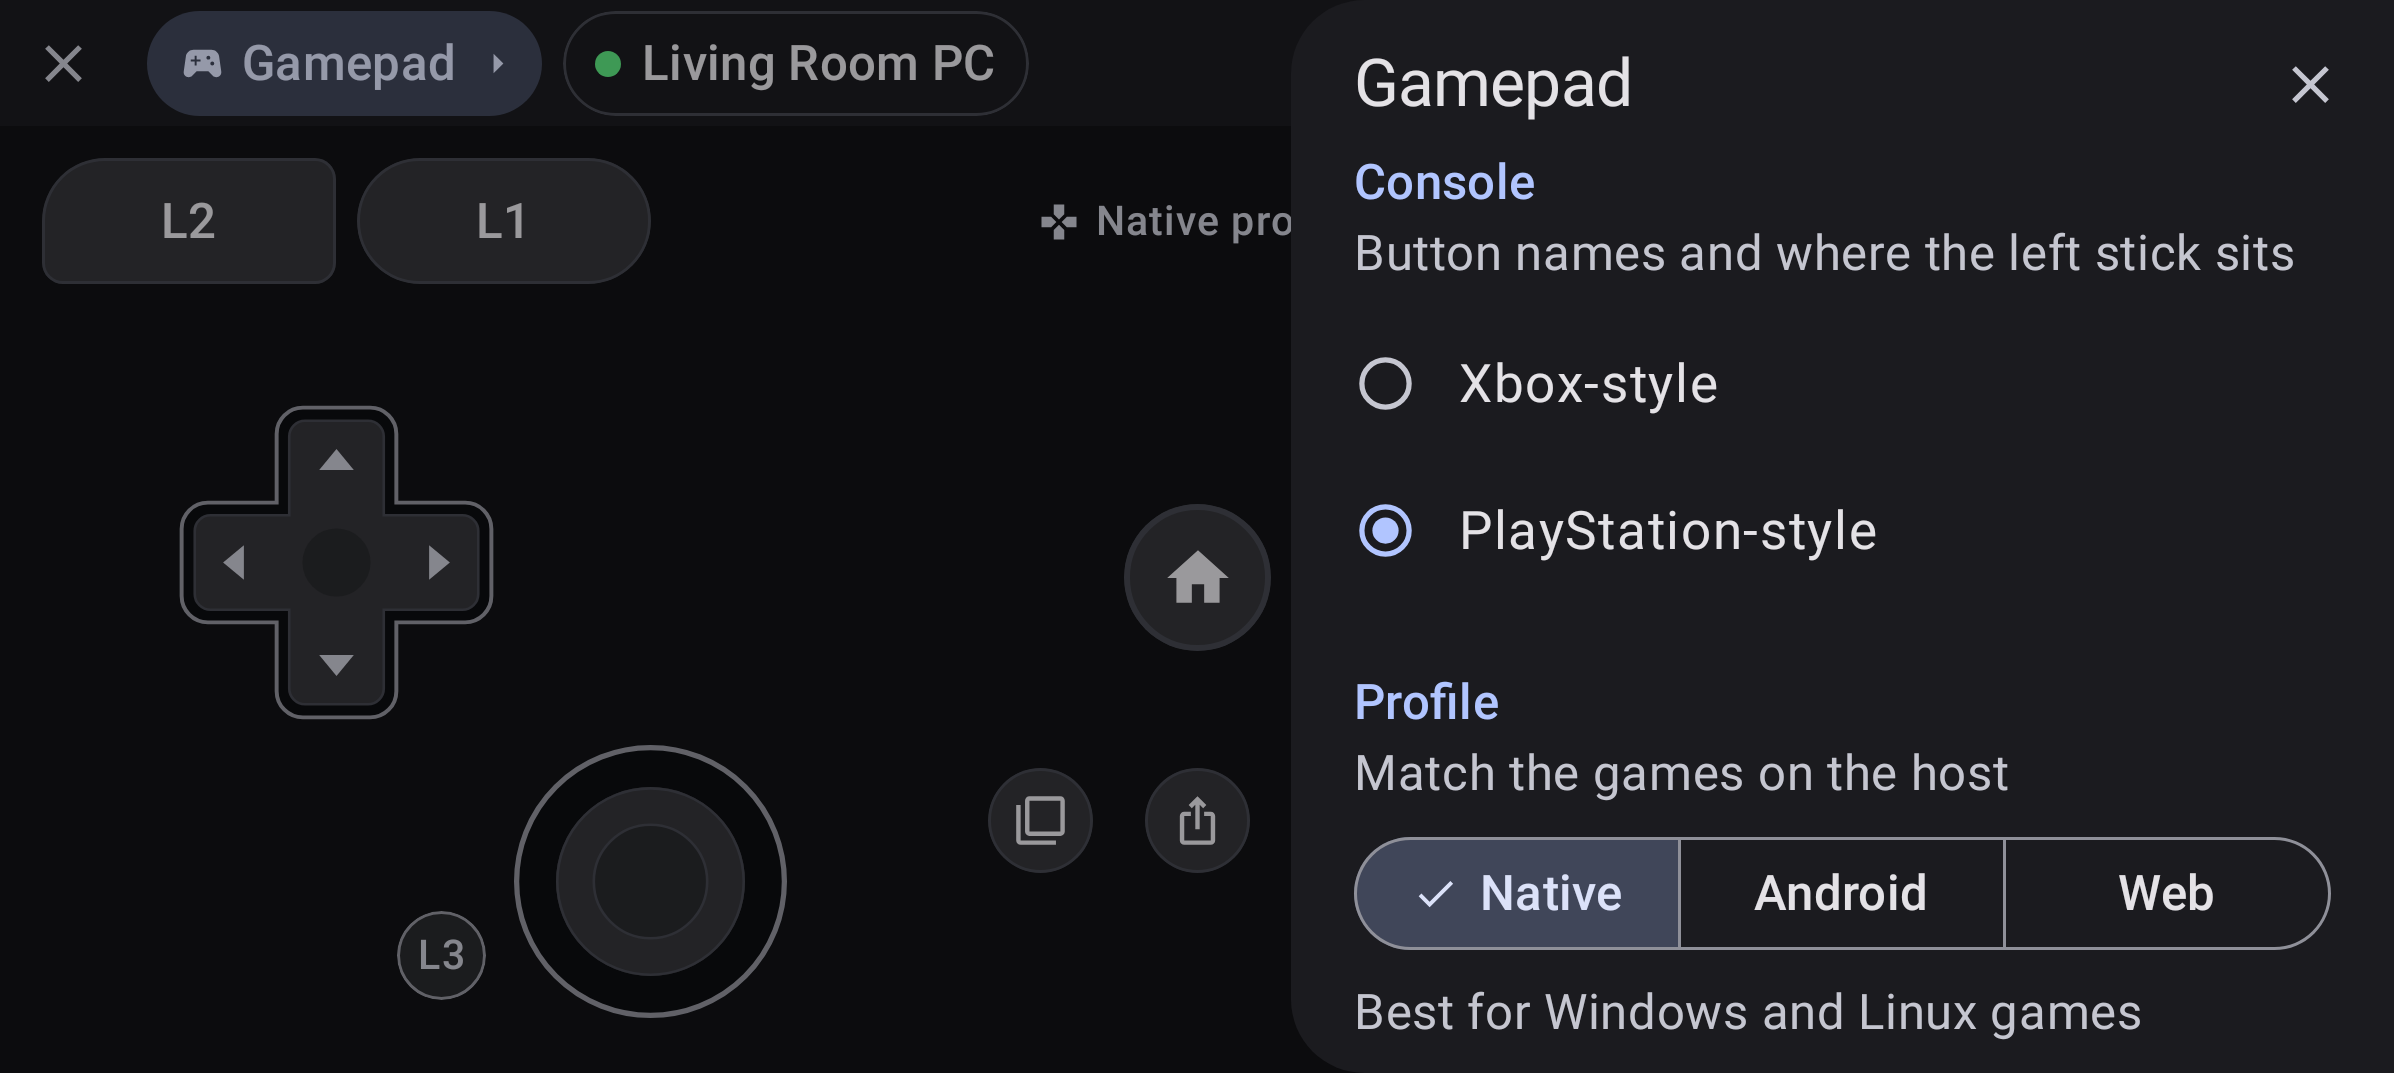 Gamepad
Living Room PC
L2
L1
Native pro
L3
Gamepad
Console
Button names and where the left stick sits
Xbox-style
PlayStation-style
Profile
Match the games on the host
Native
Android
Web
Best for Windows and Linux games